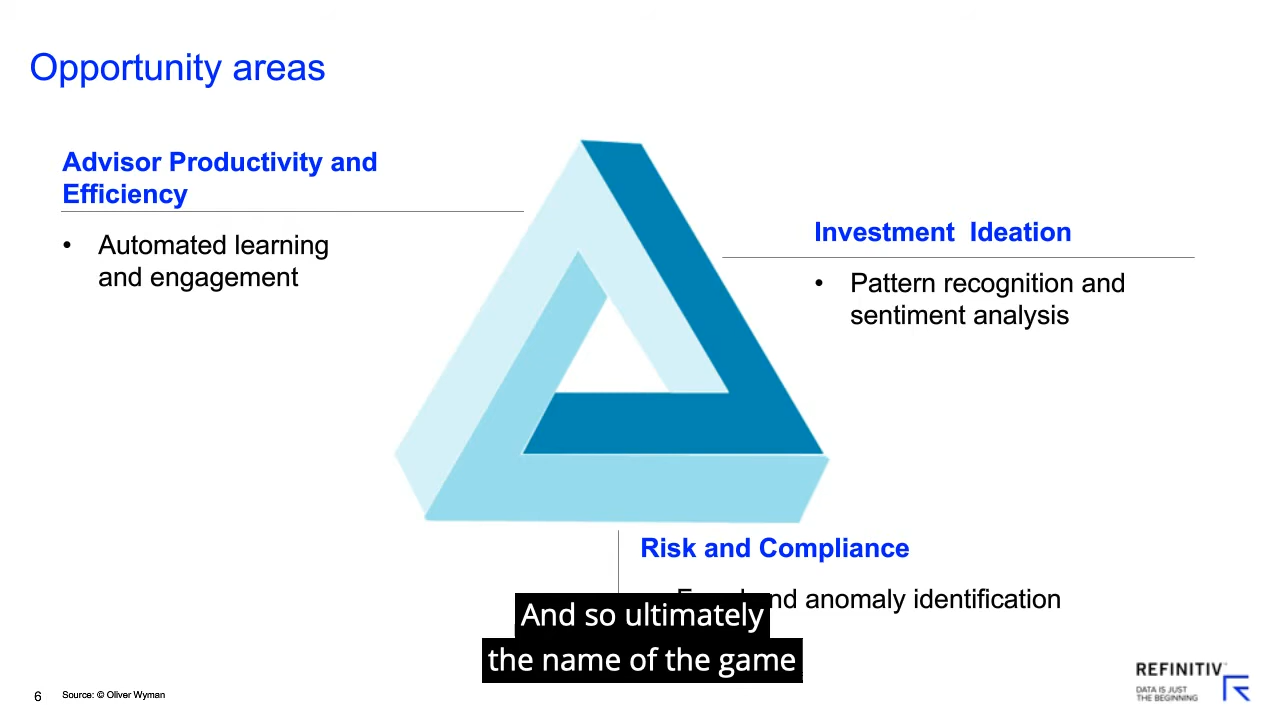 Opportunity areas
Advisor Productivity and
Efficiency
• Automated learning
and engagement
Investment Ideation
• Pattern recognition and
sentiment analysis
Risk and Compliance
anomaly identification
And so ultimately
the name of the game
6
Source: © Oliver Wyman
REFINITIV
DATA IS JUST
THE BEGINNING